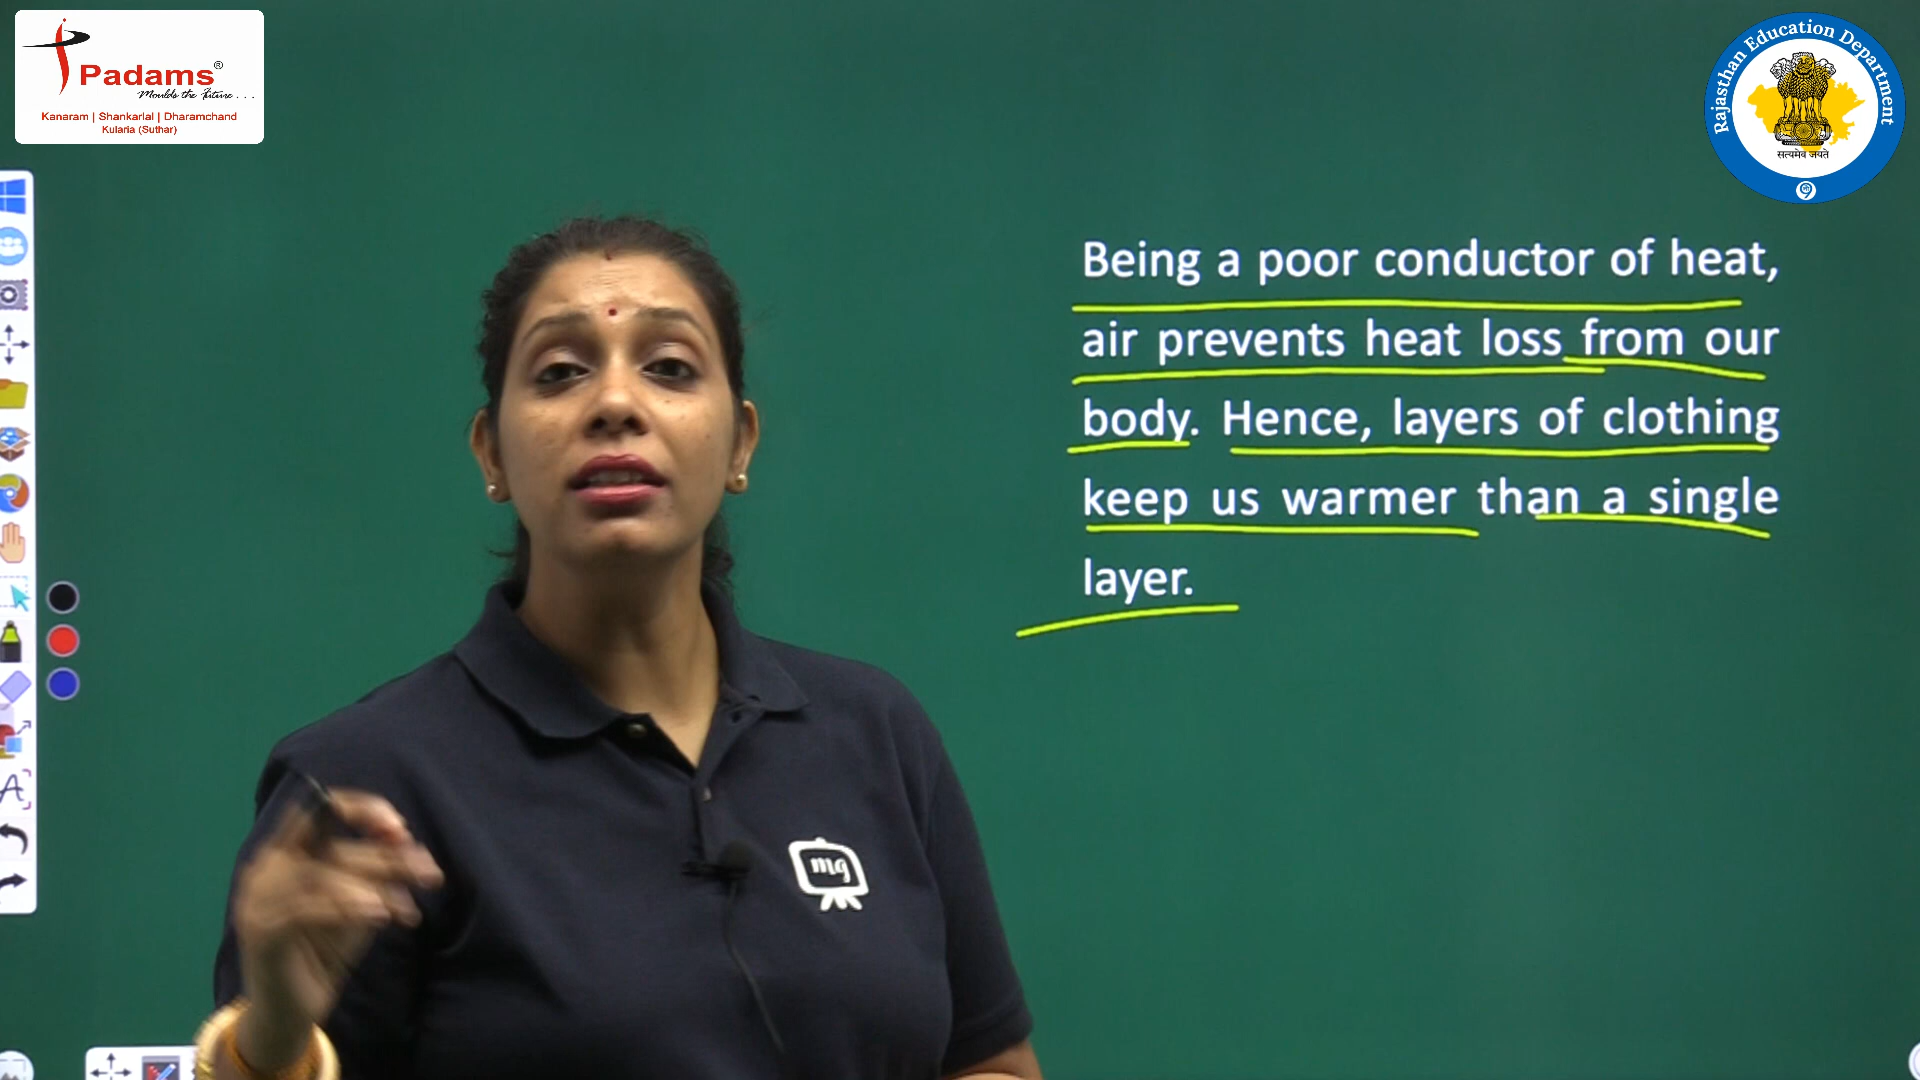 Padams®
Moulds the Future . . .
Kanaram | Shankarlal | Dharamchand
Kularia (Suthar)
Rajasthan Education Department
सत्यमेव जयते
Being a poor conductor of heat,
air prevents heat loss from our
body. Hence, layers of clothing
keep us warmer than a single
layer.
mg
A